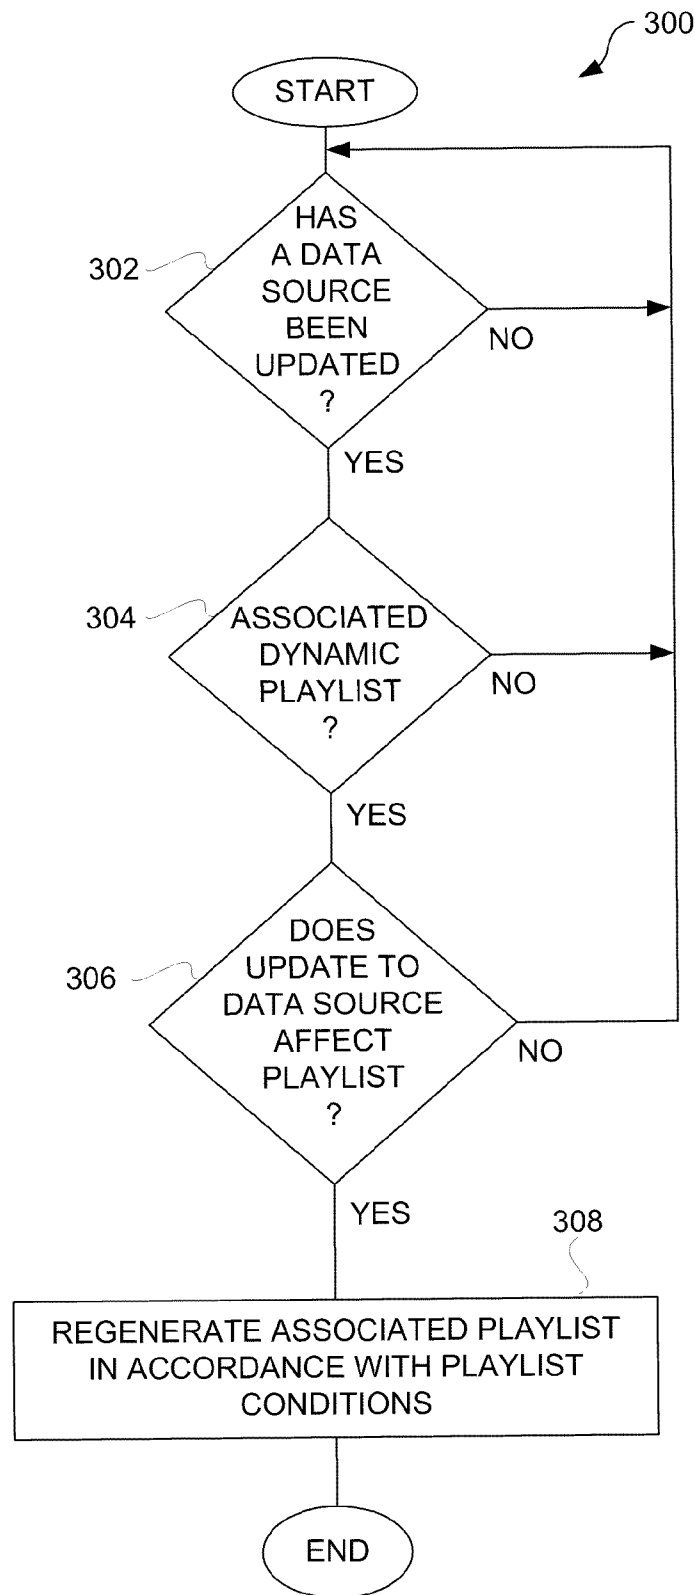 300
START
HAS
A DATA
SOURCE
BEEN
UPDATED
?
302
NO
YES
304
ASSOCIATED
DYNAMIC
PLAYLIST
?
NO
YES
306
DOES
UPDATE TO
DATA SOURCE
AFFECT
PLAYLIST
?
NO
YES
308
REGENERATE ASSOCIATED PLAYLIST
IN ACCORDANCE WITH PLAYLIST
CONDITIONS
END